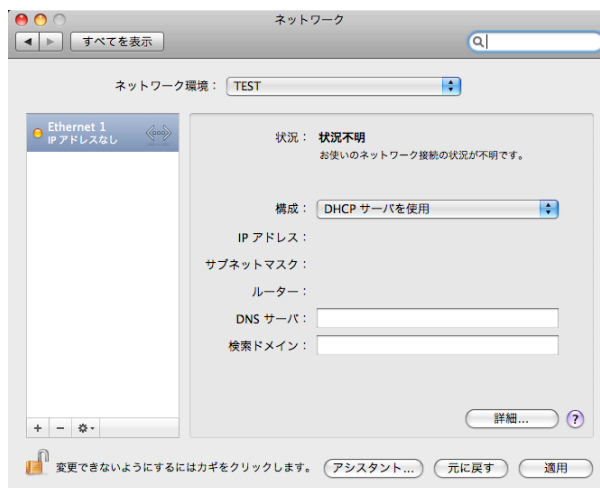 ネットワーク
すべてを表示
ネットワーク環境： TEST
Ethernet 1
IP アドレスなし
状況： 状況不明
お使いのネットワーク接続の状況が不明です。
構成： DHCP サーバを使用
IP アドレス：
サブネットマスク：
ルーター：
DNS サーバ：
検索ドメイン：
詳細... ?
変更できないようにするにはカギをクリックします。 アシスタント... 元に戻す 適用